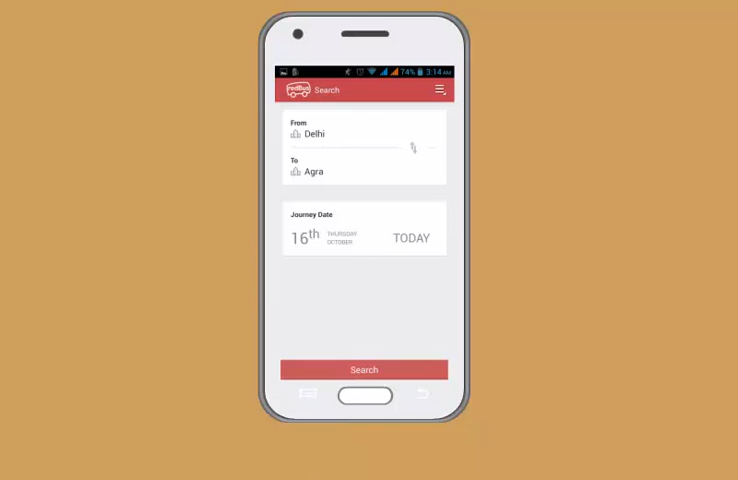 74% 3:14 AM
redBus Search
From
Delhi
To
Agra
Journey Date
16th THURSDAY OCTOBER TODAY
Search